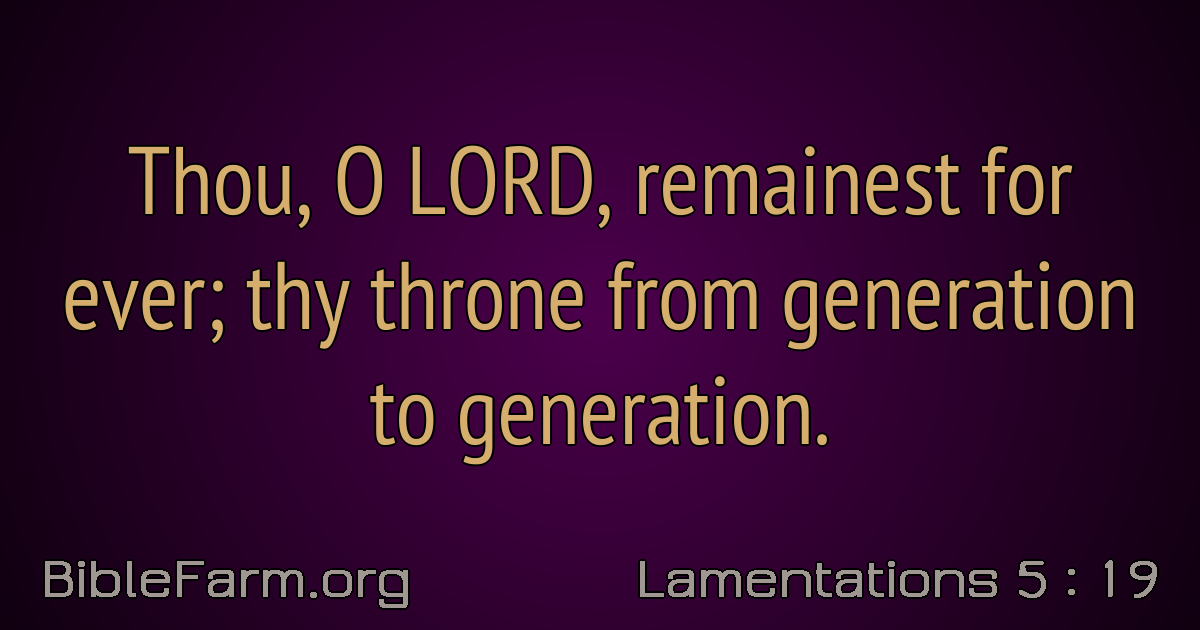 Thou, O LORD, remainest for
ever; thy throne from generation
to generation.
BibleFarm.org
Lamentations 5 : 19